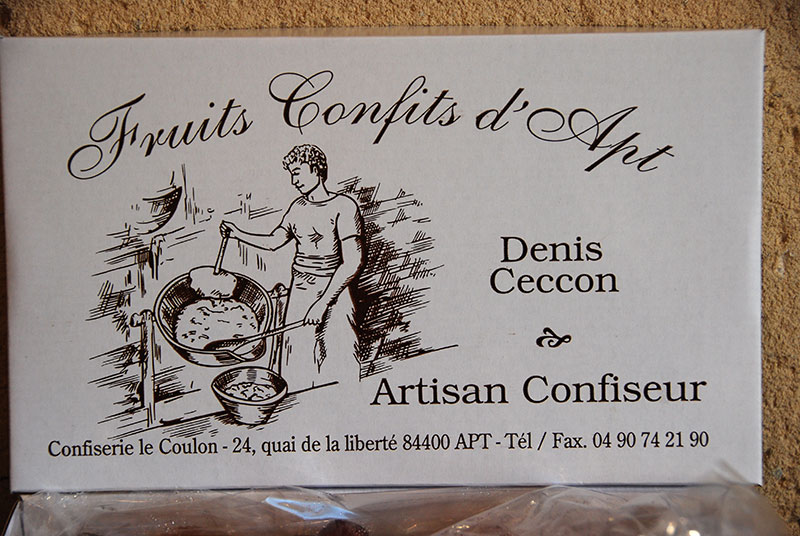 Fruits Confits d'Apt
Denis
Ceccon
Artisan Confiseur
Confiserie le Coulon - 24, quai de la liberté 84400 APT - Tél / Fax. 04 90 74 21 90